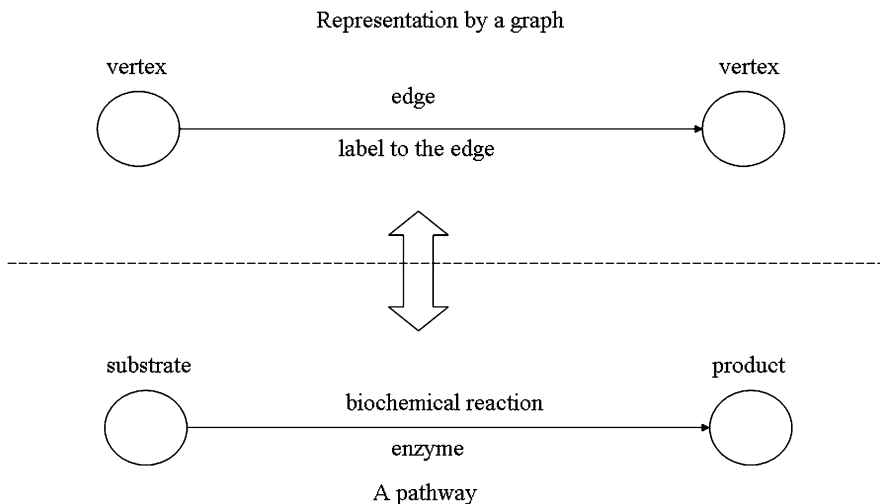 Representation by a graph
vertex vertex
edge
label to the edge
substrate product
biochemical reaction
enzyme
A pathway